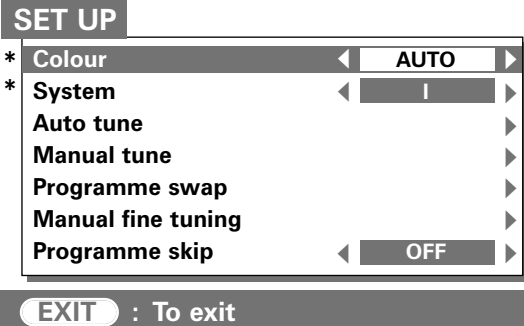 SET UP
* Colour AUTO
* System I
Auto tune
Manual tune
Programme swap
Manual fine tuning
Programme skip OFF
EXIT : To exit